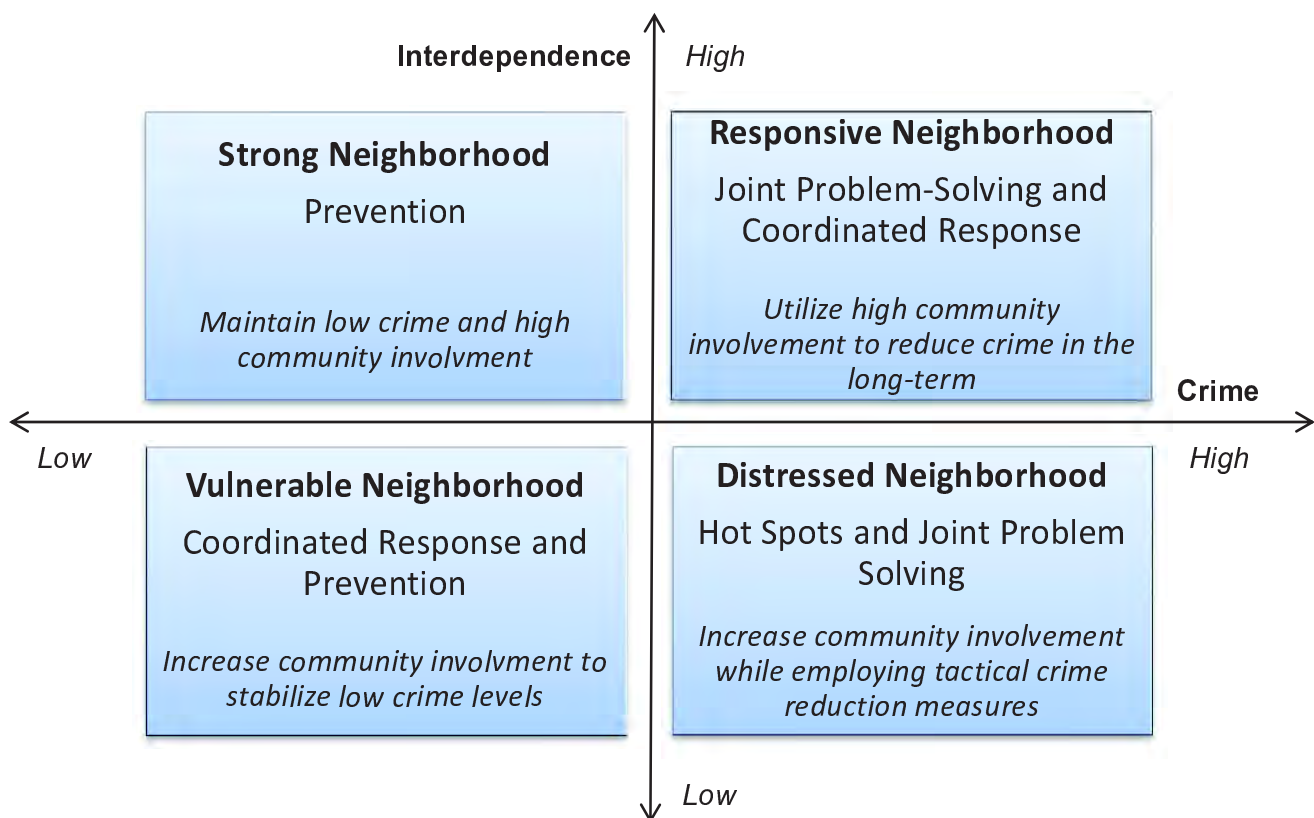 Interdependence
High
Strong Neighborhood
Prevention
Maintain low crime and high
community involvment
Responsive Neighborhood
Joint Problem-Solving and
Coordinated Response
Utilize high community
involvement to reduce crime in the
long-term
Crime
Low
High
Vulnerable Neighborhood
Coordinated Response and
Prevention
Increase community involvment to
stabilize low crime levels
Distressed Neighborhood
Hot Spots and Joint Problem
Solving
Increase community involvement
while employing tactical crime
reduction measures
Low